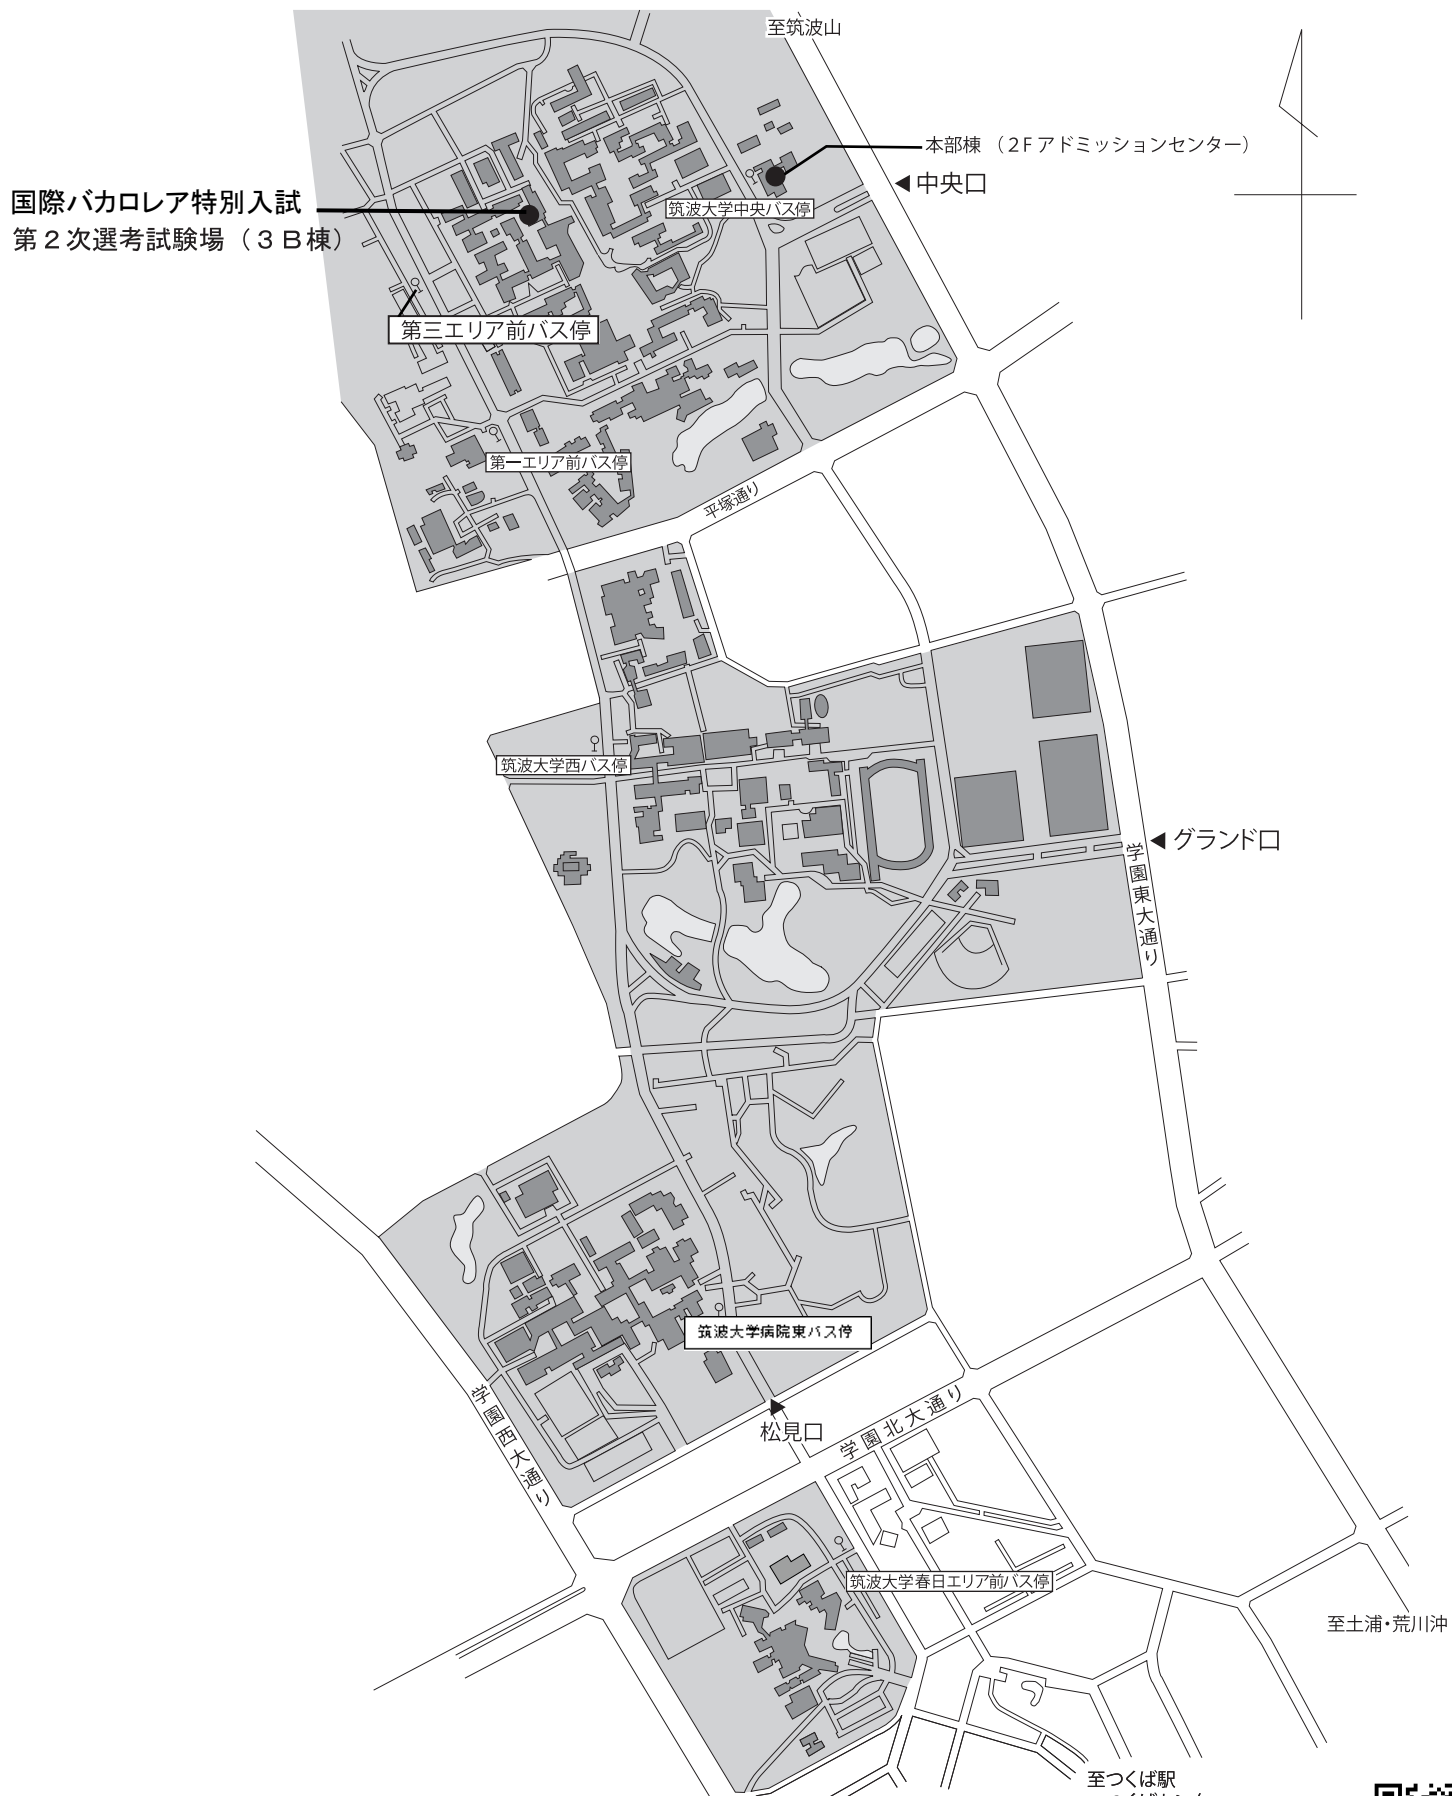 至筑波山
本部棟（２Ｆアドミッションセンター）
中央口
国際バカロレア特別入試
第２次選考試験場（３Ｂ棟）
筑波大学中央バス停
第三エリア前バス停
第一エリア前バス停
平塚通り
筑波大学西バス停
グランド口
学園東大通り
筑波大学病院東バス停
学園西大通り
松見口
学園北大通り
筑波大学春日エリア前バス停
至土浦・荒川沖
至つくば駅